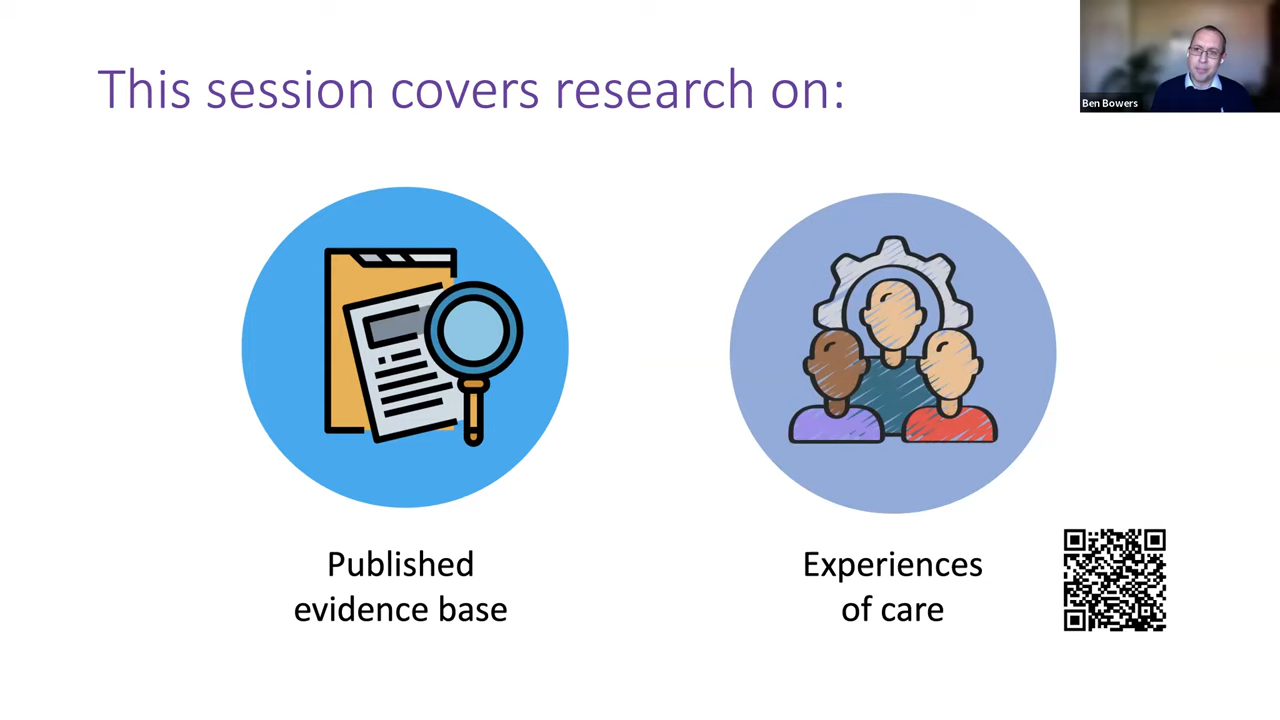 This session covers research on:
Ben Bowers
Published
evidence base
Experiences
of care